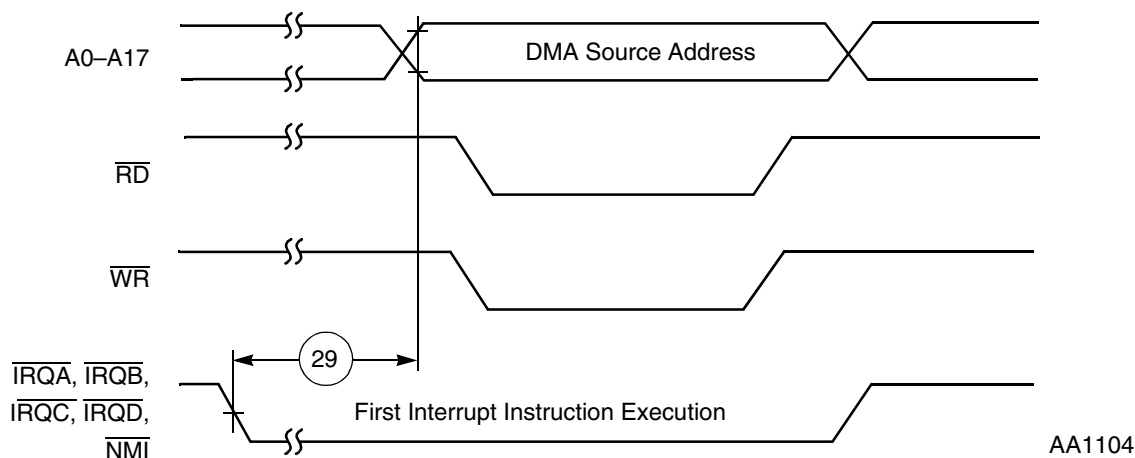 A0–A17
DMA Source Address
RD
WR
29
IRQA, IRQB,
IRQC, IRQD,
NMI
First Interrupt Instruction Execution
AA1104